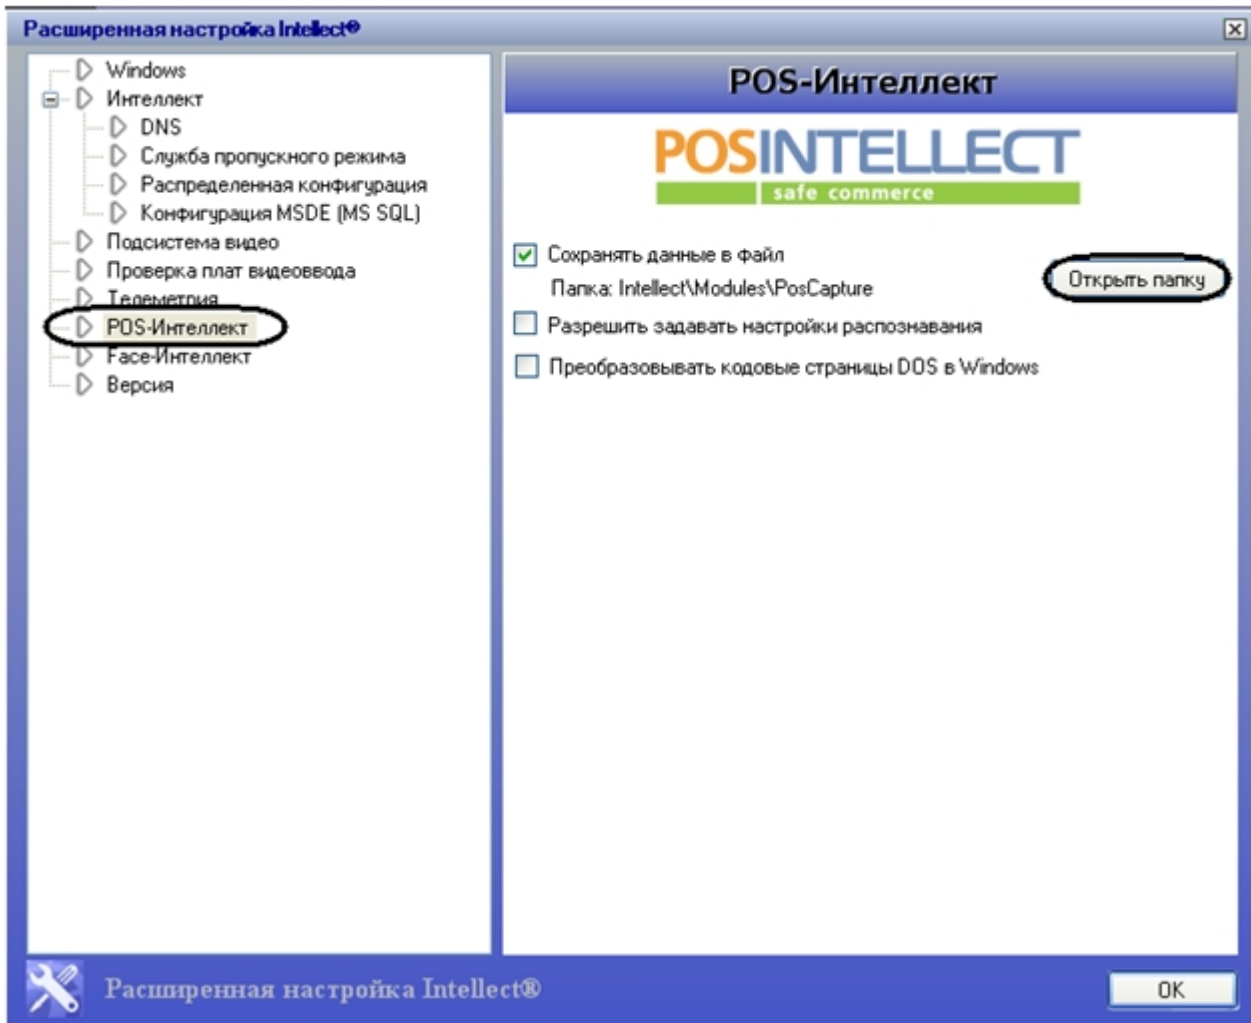 Расширенная настройка Intellect®
Windows
Интеллект
DNS
Служба пропускного режима
Распределенная конфигурация
Конфигурация MSDE (MS SQL)
Подсистема видео
Проверка плат видеоввода
Телеметрия
POS-Интеллект
Face-Интеллект
Версия
POS-Интеллект
POSINTELLECT
safe commerce
Сохранять данные в файл
Папка: Intellect\Modules\PosCapture
Открыть папку
Разрешить задавать настройки распознавания
Преобразовывать кодовые страницы DOS в Windows
Расширенная настройка Intellect®
OK